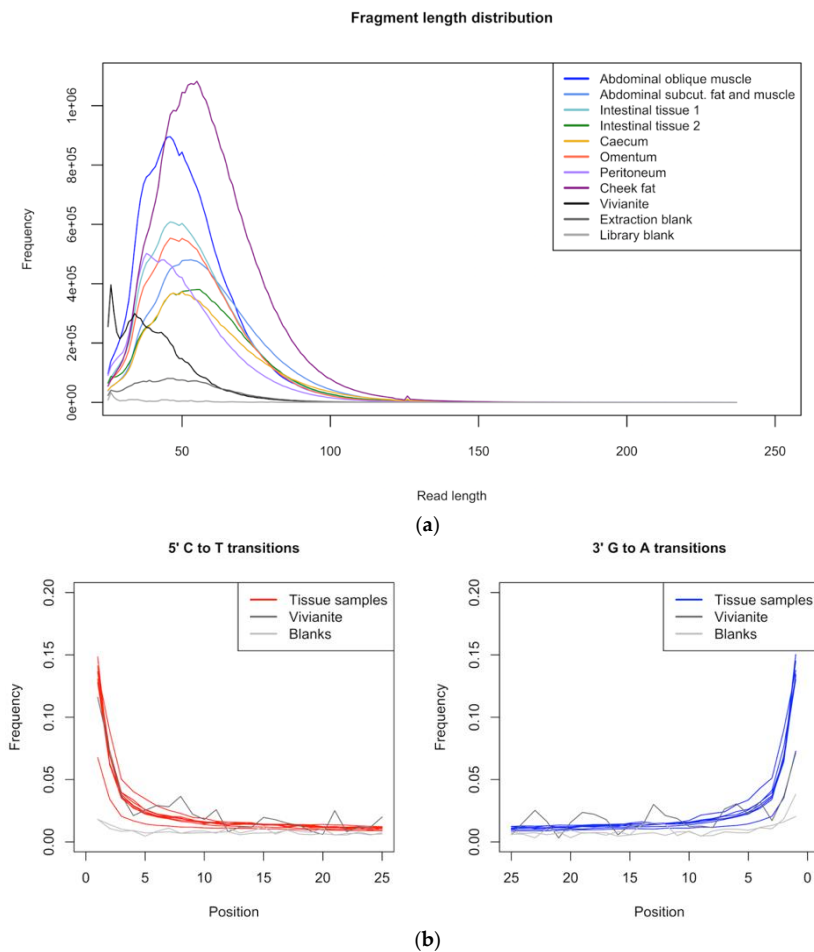 Fragment length distribution
Frequency
0e+00
2e+05
4e+05
6e+05
8e+05
1e+06
Abdominal oblique muscle
Abdominal subcut. fat and muscle
Intestinal tissue 1
Intestinal tissue 2
Caecum
Omentum
Peritoneum
Cheek fat
Vivianite
Extraction blank
Library blank
50 100 150 200 250
Read length
(a)
5' C to T transitions
Frequency
0.00
0.05
0.10
0.15
0.20
Tissue samples
Vivianite
Blanks
0 5 10 15 20 25
Position
3' G to A transitions
Frequency
0.00
0.05
0.10
0.15
0.20
Tissue samples
Vivianite
Blanks
25 20 15 10 5 0
Position
(b)